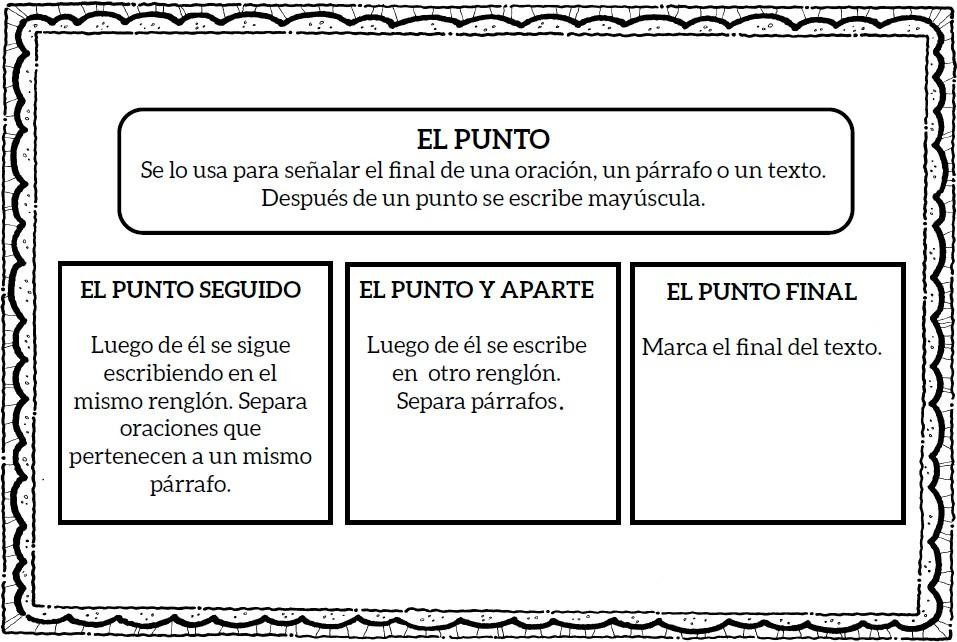 EL PUNTO
Se lo usa para señalar el final de una oración, un párrafo o un texto.
Después de un punto se escribe mayúscula.
EL PUNTO SEGUIDO
Luego de él se sigue
escribiendo en el
mismo renglón. Separa
oraciones que
pertenecen a un mismo
párrafo.
EL PUNTO Y APARTE
Luego de él se escribe
en otro renglón.
Separa párrafos.
EL PUNTO FINAL
Marca el final del texto.